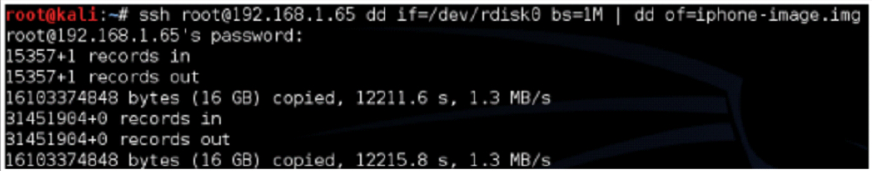 root@kali:~# ssh root@192.168.1.65 dd if=/dev/rdisk0 bs=1M | dd of=iphone-image.img
root@192.168.1.65's password:
15357+1 records in
15357+1 records out
16103374848 bytes (16 GB) copied, 12211.6 s, 1.3 MB/s
31451904+0 records in
31451904+0 records out
16103374848 bytes (16 GB) copied, 12215.8 s, 1.3 MB/s